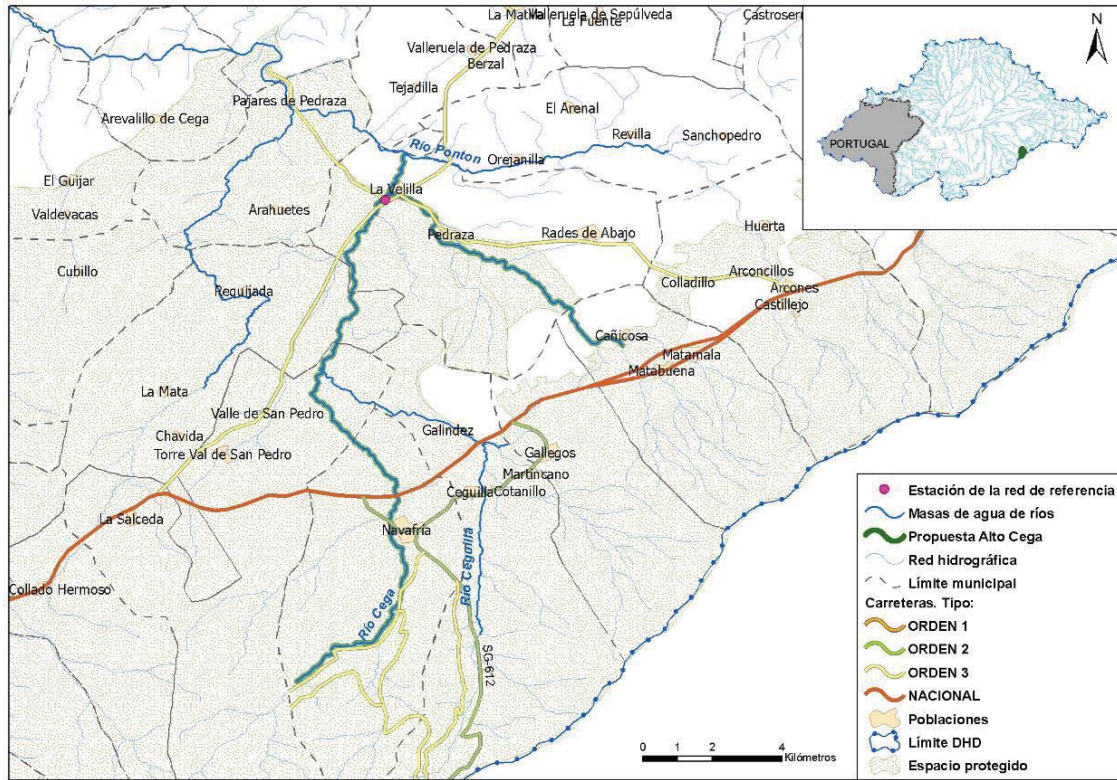 La Matilla
Valleruela de Sepúlveda
La Fuente
Valleruela de Pedraza
Berzal
Tejadilla
Pajares de Pedraza
Arevalillo de Cega
El Arenal
Revilla
Sanchopedro
Río Ponton
Orejanilla
El Guijar
La Velilla
Valdevacas
Arahuetes
Pedraza
Rades de Abajo
Huerta
Cubillo
Requijada
Colladillo
Arconcillos
Arcones
Castillejo
Cañicosa
Matamala
Matabuena
La Mata
Valle de San Pedro
Galindez
Chavida
Torre Val de San Pedro
Gallegos
Martincano
Ceguilla
Cotanillo
La Salceda
Navafría
Collado Hermoso
Río Cega
Río Ceguilla
SG-612
N
PORTUGAL
Estación de la red de referencia
Masas de agua de ríos
Propuesta Alto Cega
Red hidrográfica
Límite municipal
Carreteras. Tipo:
ORDEN 1
ORDEN 2
ORDEN 3
NACIONAL
Poblaciones
Límite DHD
Espacio protegido
0 1 2 4
Kilómetros